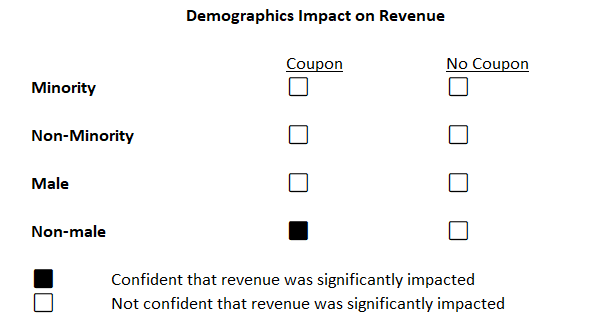 Demographics Impact on Revenue
Coupon No Coupon
Minority
Non-Minority
Male
Non-male
Confident that revenue was significantly impacted
Not confident that revenue was significantly impacted